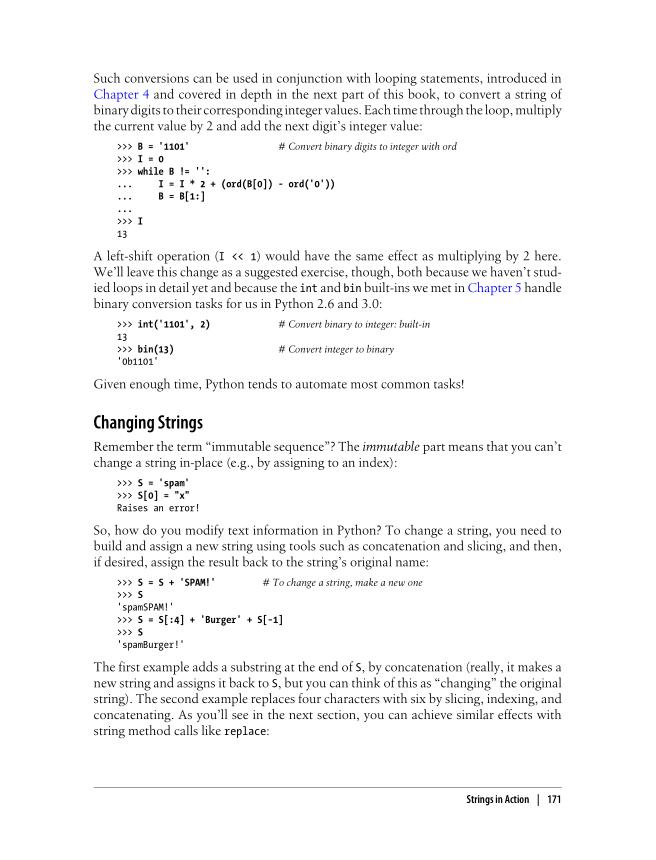 Such conversions can be used in conjunction with looping statements, introduced in
Chapter 4 and covered in depth in the next part of this book, to convert a string of
binary digits to their corresponding integer values. Each time through the loop, multiply
the current value by 2 and add the next digit’s integer value:
>>> B = '1101' # Convert binary digits to integer with ord
>>> I = 0
>>> while B != '':
... I = I * 2 + (ord(B[0]) - ord('0'))
... B = B[1:]
...
>>> I
13
A left-shift operation (I << 1) would have the same effect as multiplying by 2 here.
We’ll leave this change as a suggested exercise, though, both because we haven’t stud-
ied loops in detail yet and because the int and bin built-ins we met in Chapter 5 handle
binary conversion tasks for us in Python 2.6 and 3.0:
>>> int('1101', 2) # Convert binary to integer: built-in
13
>>> bin(13) # Convert integer to binary
'0b1101'
Given enough time, Python tends to automate most common tasks!
Changing Strings
Remember the term “immutable sequence”? The immutable part means that you can’t
change a string in-place (e.g., by assigning to an index):
>>> S = 'spam'
>>> S[0] = "x"
Raises an error!
So, how do you modify text information in Python? To change a string, you need to
build and assign a new string using tools such as concatenation and slicing, and then,
if desired, assign the result back to the string’s original name:
>>> S = S + 'SPAM!' # To change a string, make a new one
>>> S
'spamSPAM!'
>>> S = S[:4] + 'Burger' + S[-1]
>>> S
'spamBurger!'
The first example adds a substring at the end of S, by concatenation (really, it makes a
new string and assigns it back to S, but you can think of this as “changing” the original
string). The second example replaces four characters with six by slicing, indexing, and
concatenating. As you’ll see in the next section, you can achieve similar effects with
string method calls like replace:
Strings in Action | 171